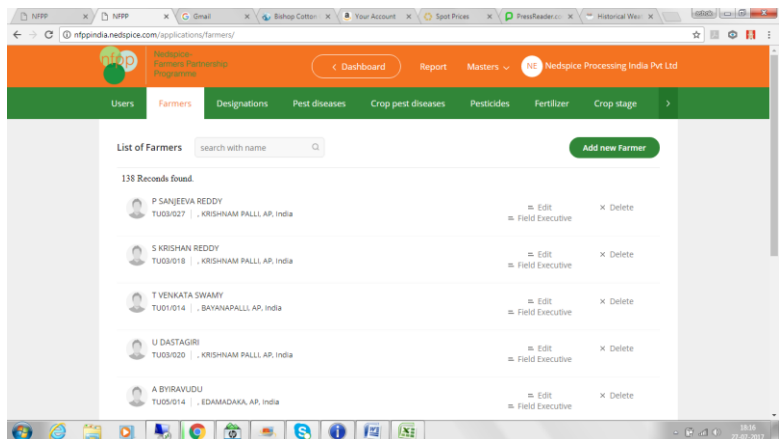 NFPP
NFPP
Gmail
Bishop Cotton
Your Account
Spot Prices
PressReader.co
Historical Wea
nfppindia.nedspice.com/applications/farmers/
nfpp
Nedspice-
Farmers Partnership
Programme
< Dashboard
Report
Masters
NE
Nedspice Processing India Pvt Ltd
Users
Farmers
Designations
Pest diseases
Crop pest diseases
Pesticides
Fertilizer
Crop stage
List of Farmers
search with name
Add new Farmer
138 Reconds found.
P SANJEEVA REDDY
TU03/027 | , KRISHNAM PALLI, AP, India
Edit
Delete
Field Executive
S KRISHAN REDDY
TU03/018 | , KRISHNAM PALLI, AP, India
Edit
Delete
Field Executive
T VENKATA SWAMY
TU01/014 | , BAYANAPALLI, AP, India
Edit
Delete
Field Executive
U DASTAGIRI
TU03/020 | , KRISHNAM PALLI, AP, India
Edit
Delete
Field Executive
A BYIRAVUDU
TU05/014 | , EDAMADAKA, AP, India
Edit
Delete
Field Executive
18:16